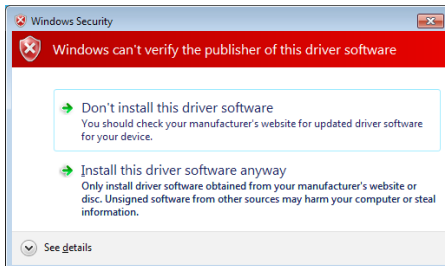 Windows Security
Windows can't verify the publisher of this driver software
Don't install this driver software
You should check your manufacturer's website for updated driver software
for your device.
Install this driver software anyway
Only install driver software obtained from your manufacturer's website or
disc. Unsigned software from other sources may harm your computer or steal
information.
See details